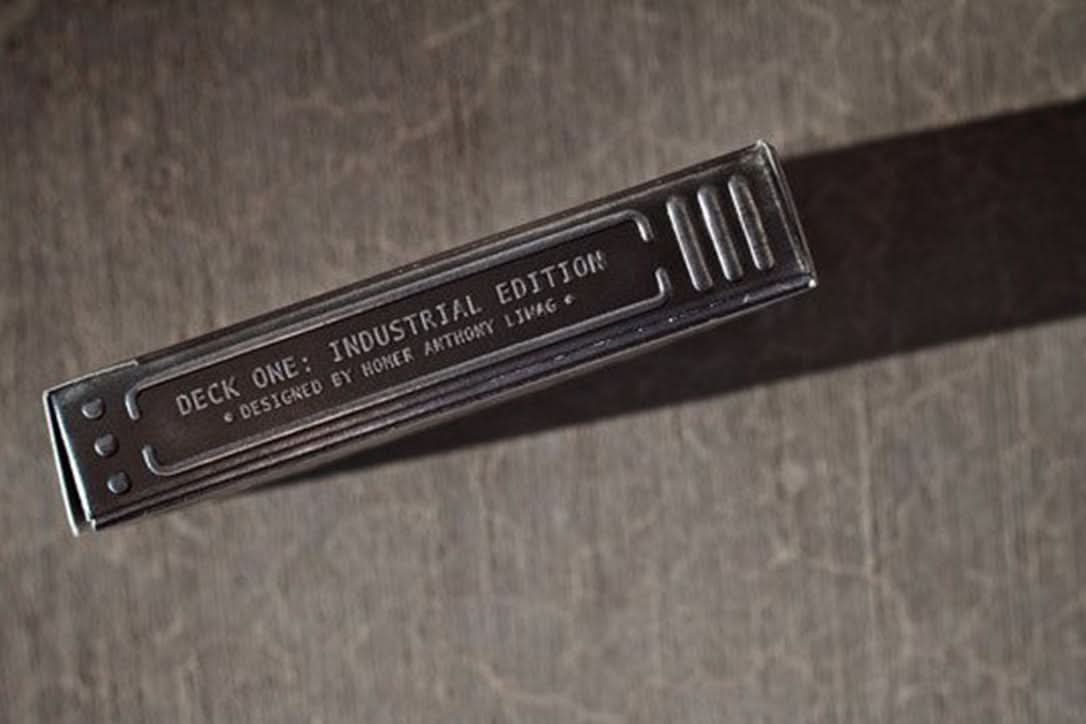 DECK ONE: INDUSTRIAL EDITION
• DESIGNED BY HOMER ANTHONY LIWAG •